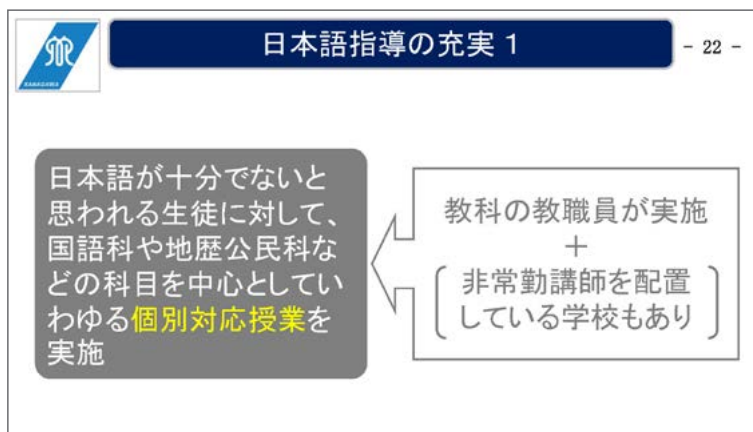 日本語指導の充実1
- 22 -
KANAGAWA
日本語が十分でないと
思われる生徒に対して、
国語科や地歴公民科な
どの科目を中心としてい
わゆる個別対応授業を
実施
教科の教職員が実施
+
非常勤講師を配置
している学校もあり